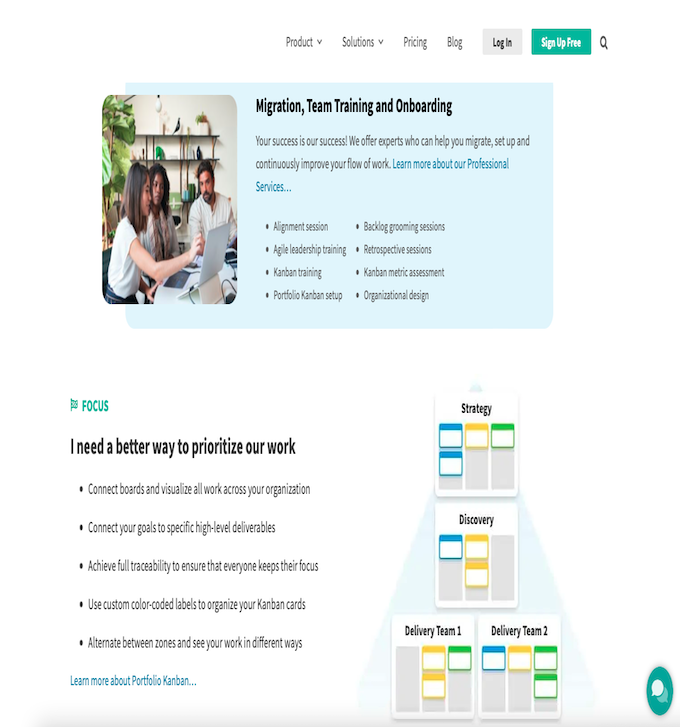 Product Solutions Pricing Blog Log In Sign Up Free
Migration, Team Training and Onboarding
Your success is our success! We offer experts who can help you migrate, set up and
continuously improve your flow of work. Learn more about our Professional
Services...
Alignment session
Agile leadership training
Kanban training
Portfolio Kanban setup
Backlog grooming sessions
Retrospective sessions
Kanban metric assessment
Organizational design
FOCUS
I need a better way to prioritize our work
Connect boards and visualize all work across your organization
Connect your goals to specific high-level deliverables
Achieve full traceability to ensure that everyone keeps their focus
Use custom color-coded labels to organize your Kanban cards
Alternate between zones and see your work in different ways
Learn more about Portfolio Kanban...
Strategy
Discovery
Delivery Team 1
Delivery Team 2